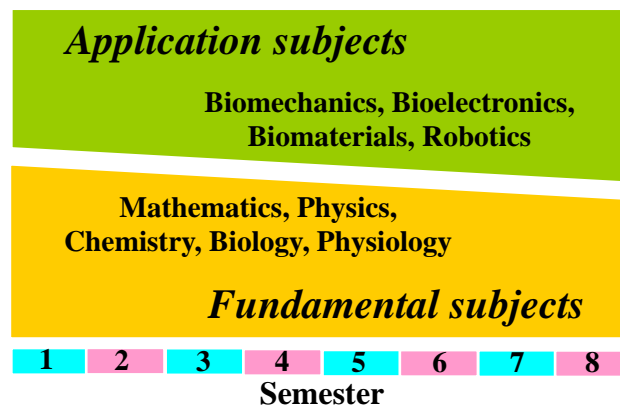 Application subjects
Biomechanics, Bioelectronics,
Biomaterials, Robotics
Mathematics, Physics,
Chemistry, Biology, Physiology
Fundamental subjects
1 2 3 4 5 6 7 8
Semester